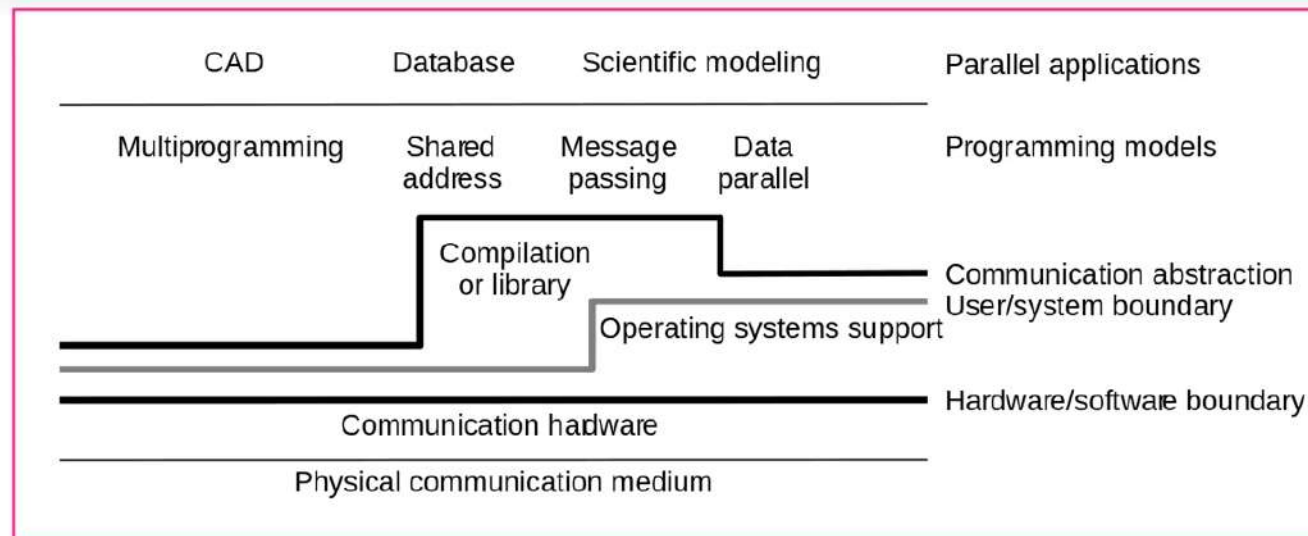 CAD Database Scientific modeling Parallel applications
Multiprogramming Shared address Message passing Data parallel Programming models
Compilation or library
Communication abstraction
User/system boundary
Operating systems support
Hardware/software boundary
Communication hardware
Physical communication medium